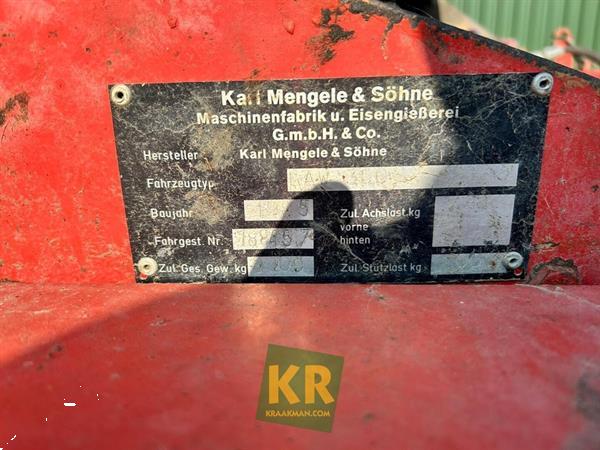 Karl Mengele & Söhne
Maschinenfabrik u. Eisengießerei
G.m.b.H. & Co.
Hersteller Karl Mengele & Söhne
Fahrzeugtyp
Baujahr
Zul. Achslast kg
vorne
hinten
Fahrgest. Nr.
Zul. Ges. Gew. kg
Zul. Stützlast kg
KR
KRAAKMAN.COM